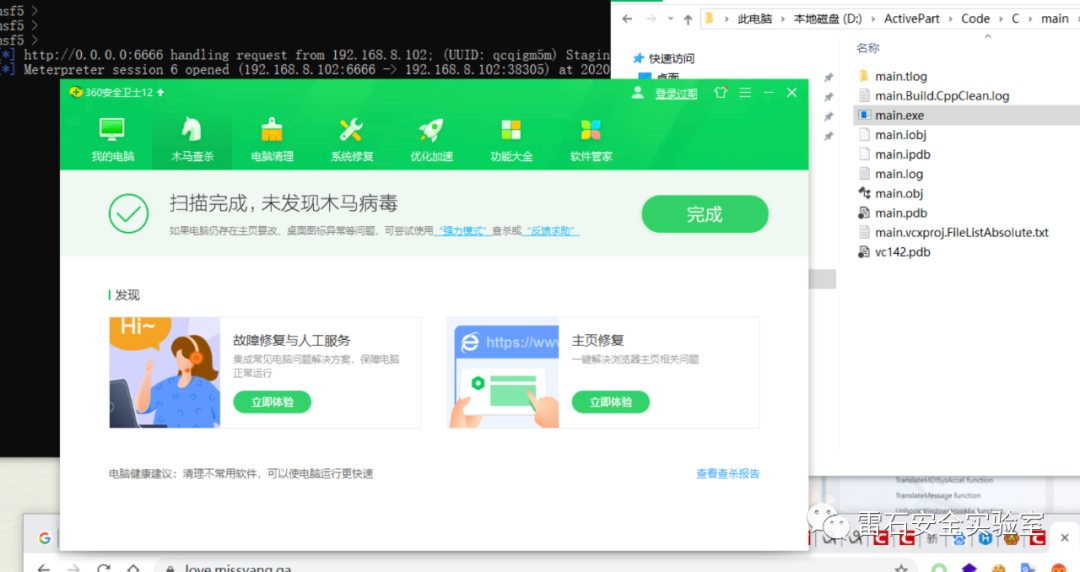 msf5 >
msf5 >
msf5 >
[*] http://0.0.0.0:6666 handling request from 192.168.8.102; (UUID: qcqigm5m) Staging
[*] Meterpreter session 6 opened (192.168.8.102:6666 -> 192.168.8.102:38305) at 2020
此电脑 > 本地磁盘 (D:) > ActivePart > Code > C > main
快速访问
桌面
名称
main.tlog
main.Build.CppClean.log
main.exe
main.iobj
main.ipdb
main.log
main.obj
main.pdb
main.vcxproj.FileListAbsolute.txt
vc142.pdb
360安全卫士12
登录过期
我的电脑
木马查杀
电脑清理
系统修复
优化加速
功能大全
软件管家
扫描完成，未发现木马病毒
完成
如果电脑仍存在主页篡改、桌面图标异常等问题，可尝试使用“强力模式”查杀或“反馈求助”
发现
Hi~
故障修复与人工服务
集成常见电脑问题解决方案，保障电脑
正常运行
立即体验
https://www
主页修复
一键解决浏览器主页相关问题
立即体验
电脑健康建议：清理不常用软件，可以使电脑运行更快速
查看查杀报告
TranslateMDISysAccel function
TranslateMessage function
雷石安全实验室
love.missyang.ga